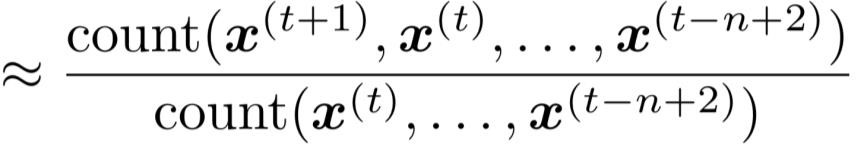 ≈ count(x^(t+1), x^(t), . . . , x^(t−n+2))
count(x^(t), . . . , x^(t−n+2))